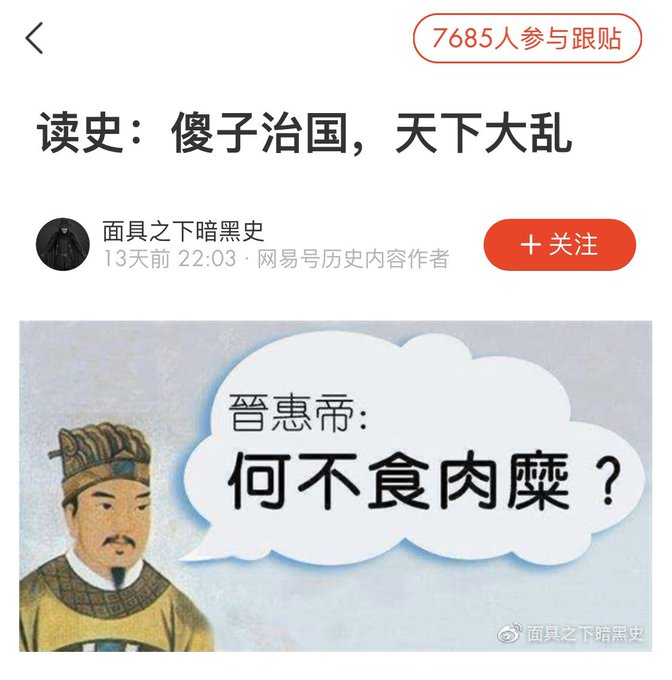 7685人参与跟贴
读史：傻子治国，天下大乱
面具之下暗黑史
13天前 22:03 · 网易号历史内容作者
＋关注
晉惠帝:
何不食肉糜？
面具之下暗黑史